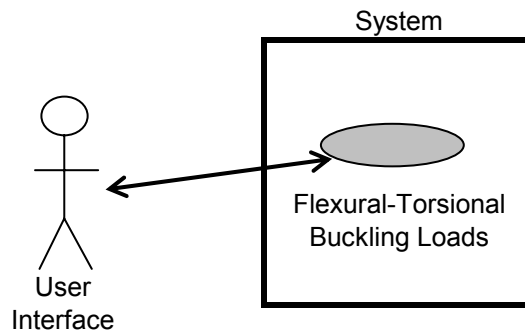 System
Flexural-Torsional
Buckling Loads
User
Interface